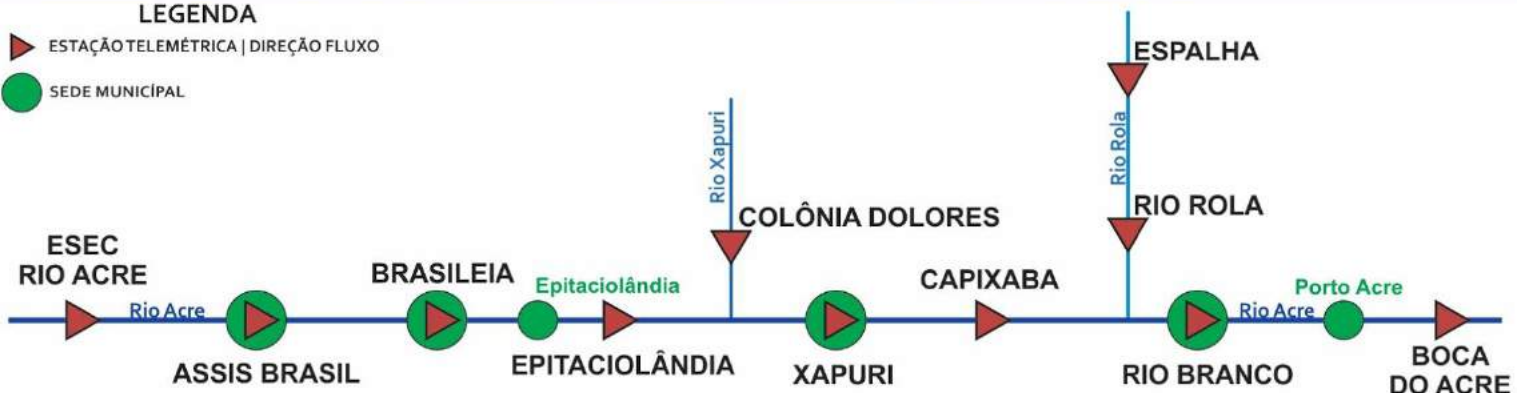 LEGENDA
ESTAÇÃO TELEMÉTRICA | DIREÇÃO FLUXO
SEDE MUNICÍPAL
ESPALHA
Rio Xapuri
Rio Rola
COLÔNIA DOLORES
RIO ROLA
ESEC
RIO ACRE
Rio Acre
BRASILEIA
Epitaciolândia
CAPIXABA
Rio Acre
Porto Acre
ASSIS BRASIL
EPITACIOLÂNDIA
XAPURI
RIO BRANCO
BOCA
DO ACRE